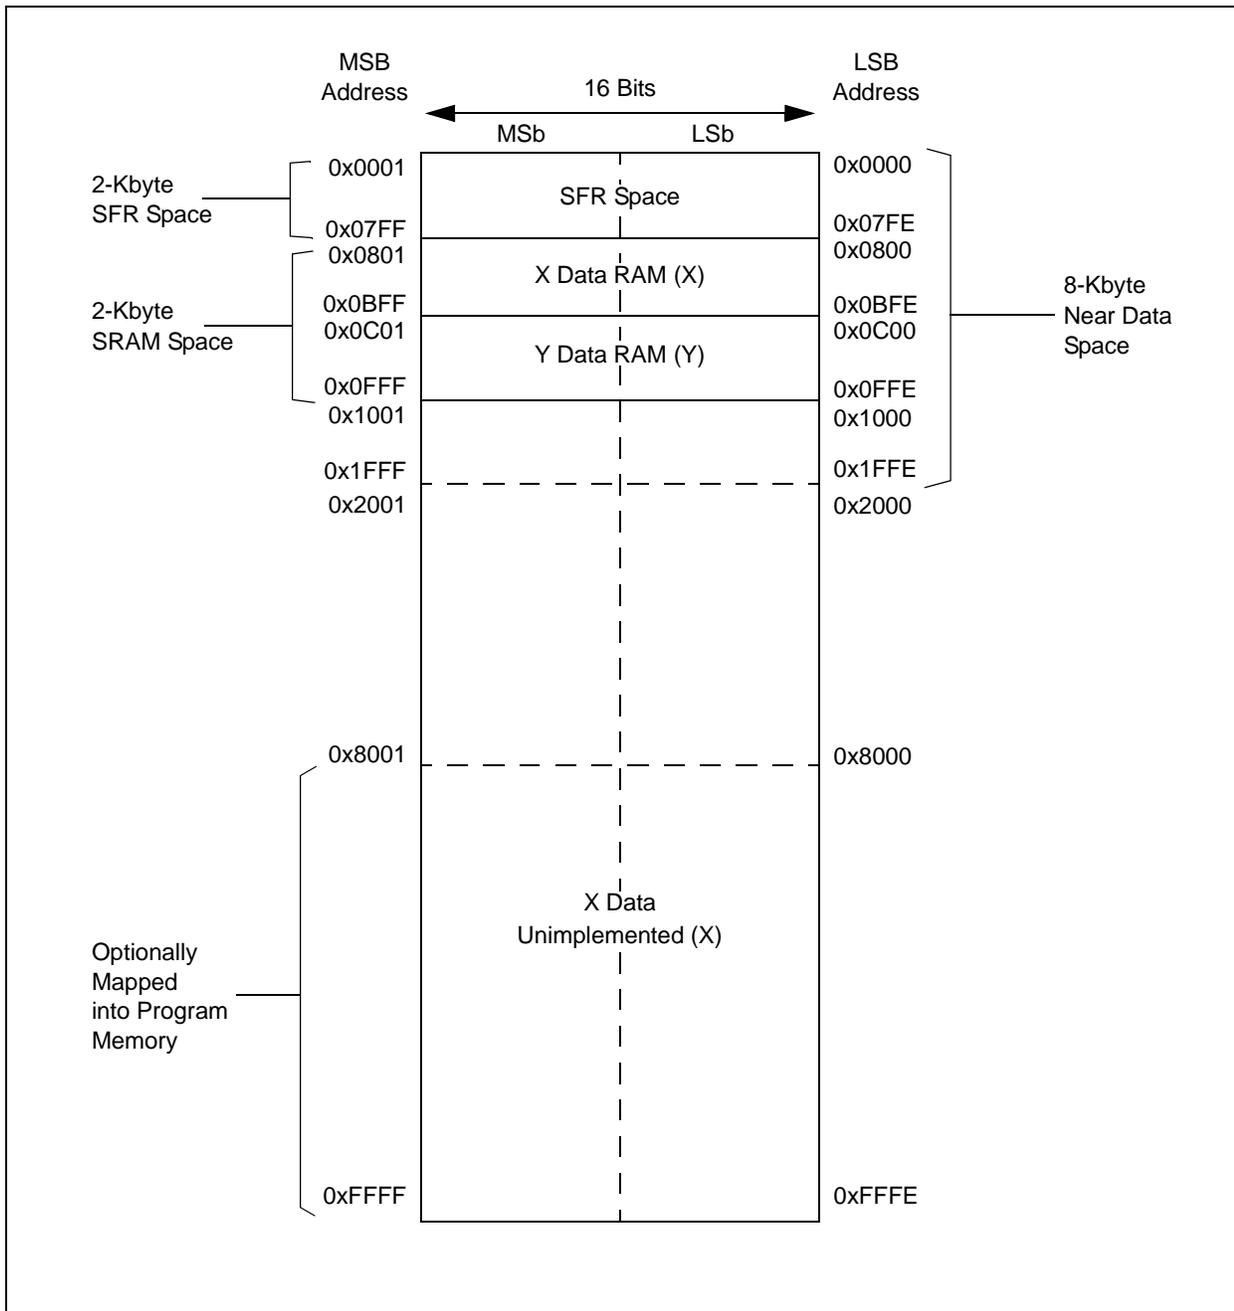 MSB
Address
LSB
Address
16 Bits
MSb
LSb
0x0001
0x0000
2-Kbyte
SFR Space
SFR Space
0x07FF
0x07FE
0x0801
0x0800
X Data RAM (X)
2-Kbyte
SRAM Space
0x0BFF
0x0BFE
0x0C01
0x0C00
8-Kbyte
Near Data
Space
Y Data RAM (Y)
0x0FFF
0x0FFE
0x1001
0x1000
0x1FFF
0x1FFE
0x2001
0x2000
0x8001
0x8000
X Data
Unimplemented (X)
Optionally
Mapped
into Program
Memory
0xFFFF
0xFFFE